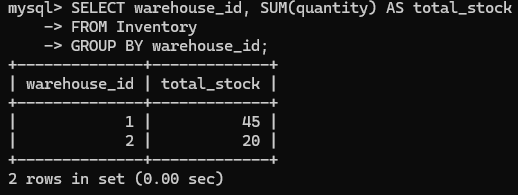 mysql> SELECT warehouse_id, SUM(quantity) AS total_stock
    -> FROM Inventory
    -> GROUP BY warehouse_id;
+--------------+-------------+
| warehouse_id | total_stock |
+--------------+-------------+
|            1 |          45 |
|            2 |          20 |
+--------------+-------------+
2 rows in set (0.00 sec)